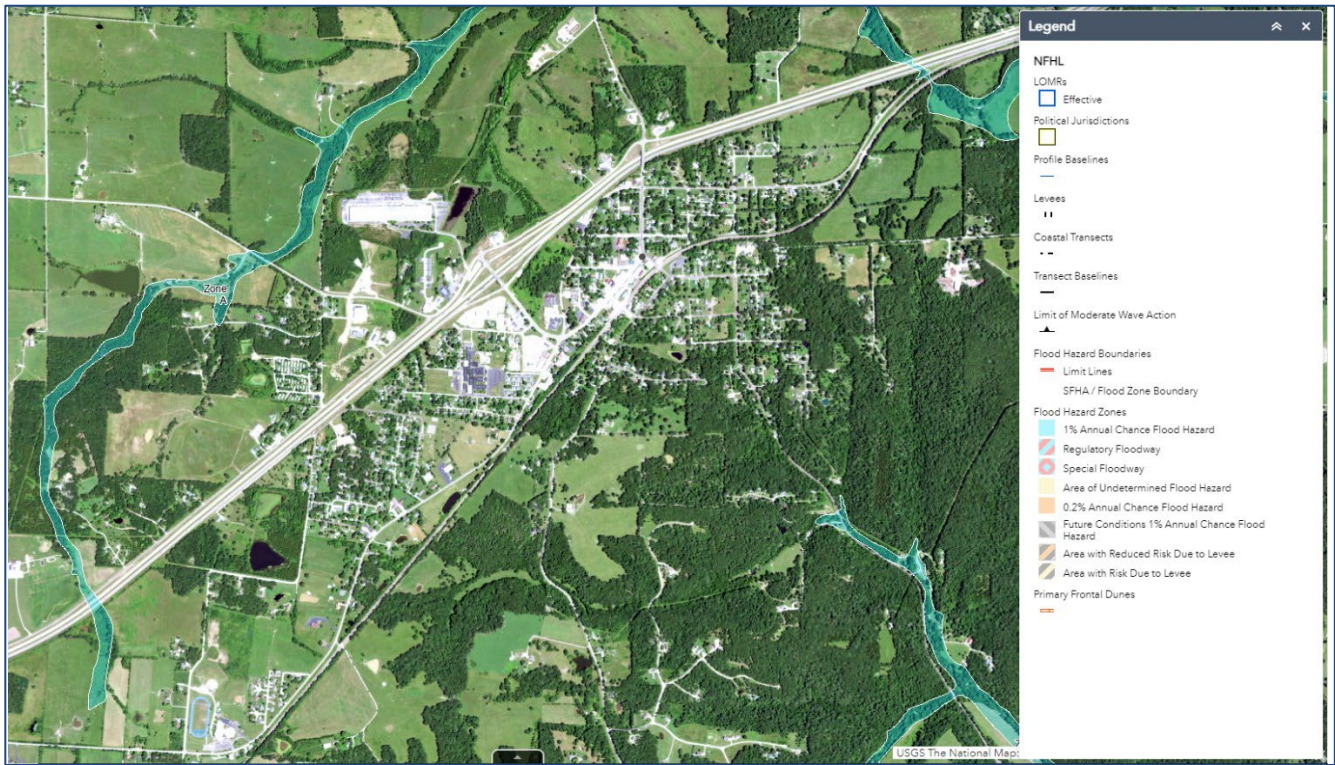 Legend
NFHL
LOMRs
Effective
Political Jurisdictions
Profile Baselines
Levees
Coastal Transects
Transect Baselines
Limit of Moderate Wave Action
Flood Hazard Boundaries
Limit Lines
SFHA / Flood Zone Boundary
Flood Hazard Zones
1% Annual Chance Flood Hazard
Regulatory Floodway
Special Floodway
Area of Undetermined Flood Hazard
0.2% Annual Chance Flood Hazard
Future Conditions 1% Annual Chance Flood
Hazard
Area with Reduced Risk Due to Levee
Area with Risk Due to Levee
Primary Frontal Dunes
Zone
A
USGS The National Map: